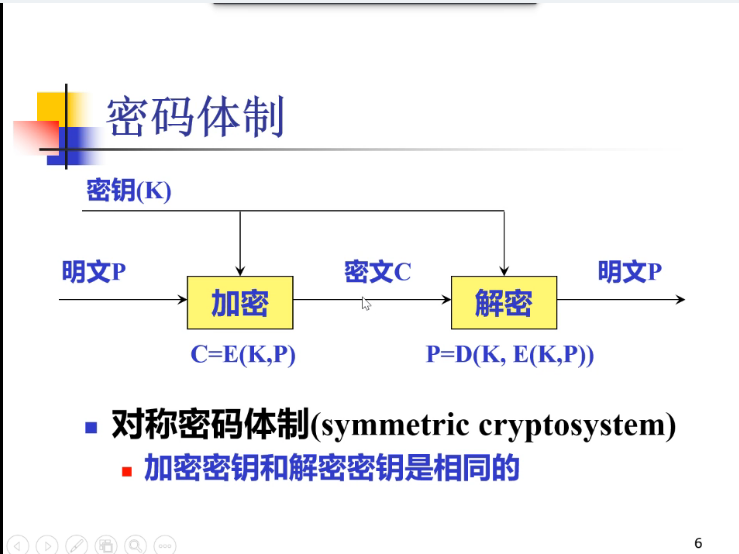 密码体制
密钥(K)
明文P
密文C
明文P
加密
解密
C=E(K,P)
P=D(K, E(K,P))
对称密码体制(symmetric cryptosystem)
加密密钥和解密密钥是相同的
6